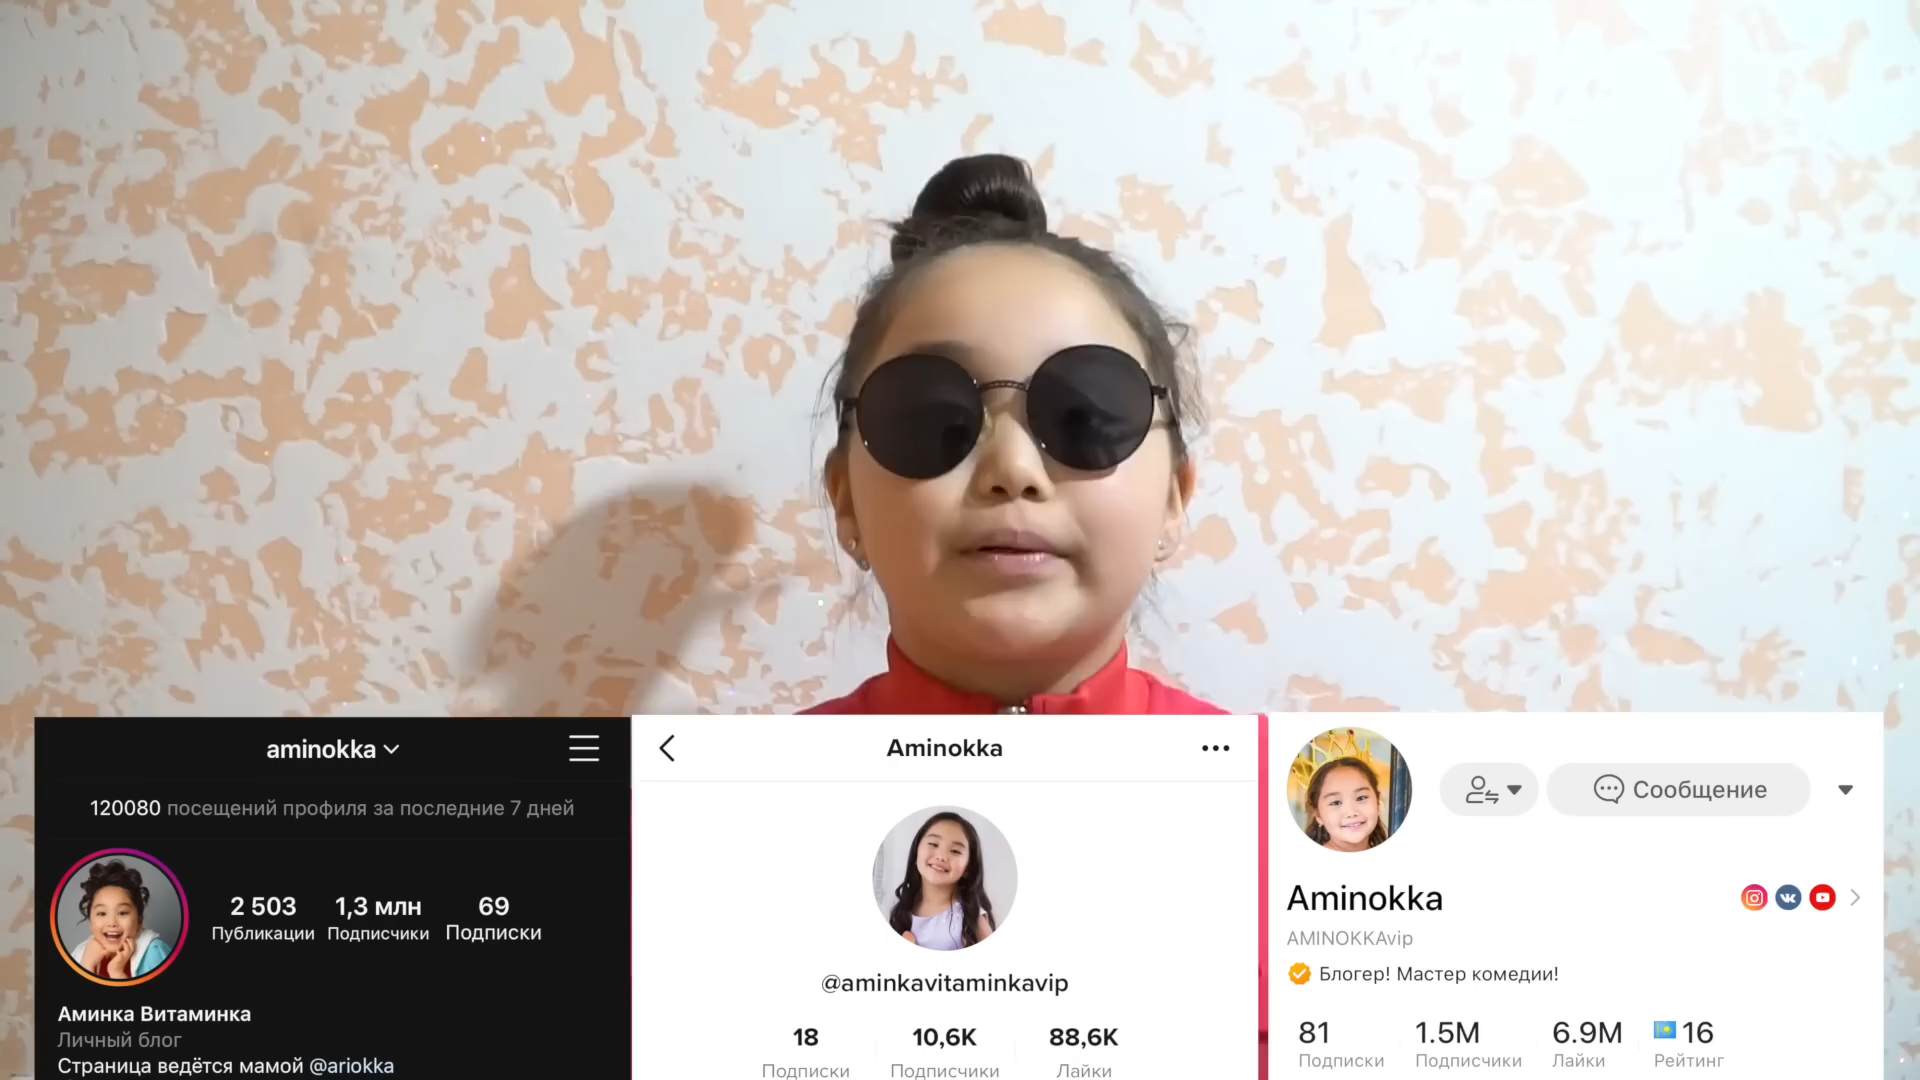 aminokka
120080 посещений профиля за последние 7 дней
2 503 1,3 млн 69
Публикации Подписчики Подписки
Аминка Витаминка
Личный блог
Страница ведётся мамой @ariokka
Aminokka
@aminkavitaminkavip
18 10,6K 88,6K
Подписки Подписчики Лайки
Сообщение
Aminokka
AMINOKKAvip
Блогер! Мастер комедии!
81 1.5M 6.9M 16
Подписки Подписчики Лайки Рейтинг